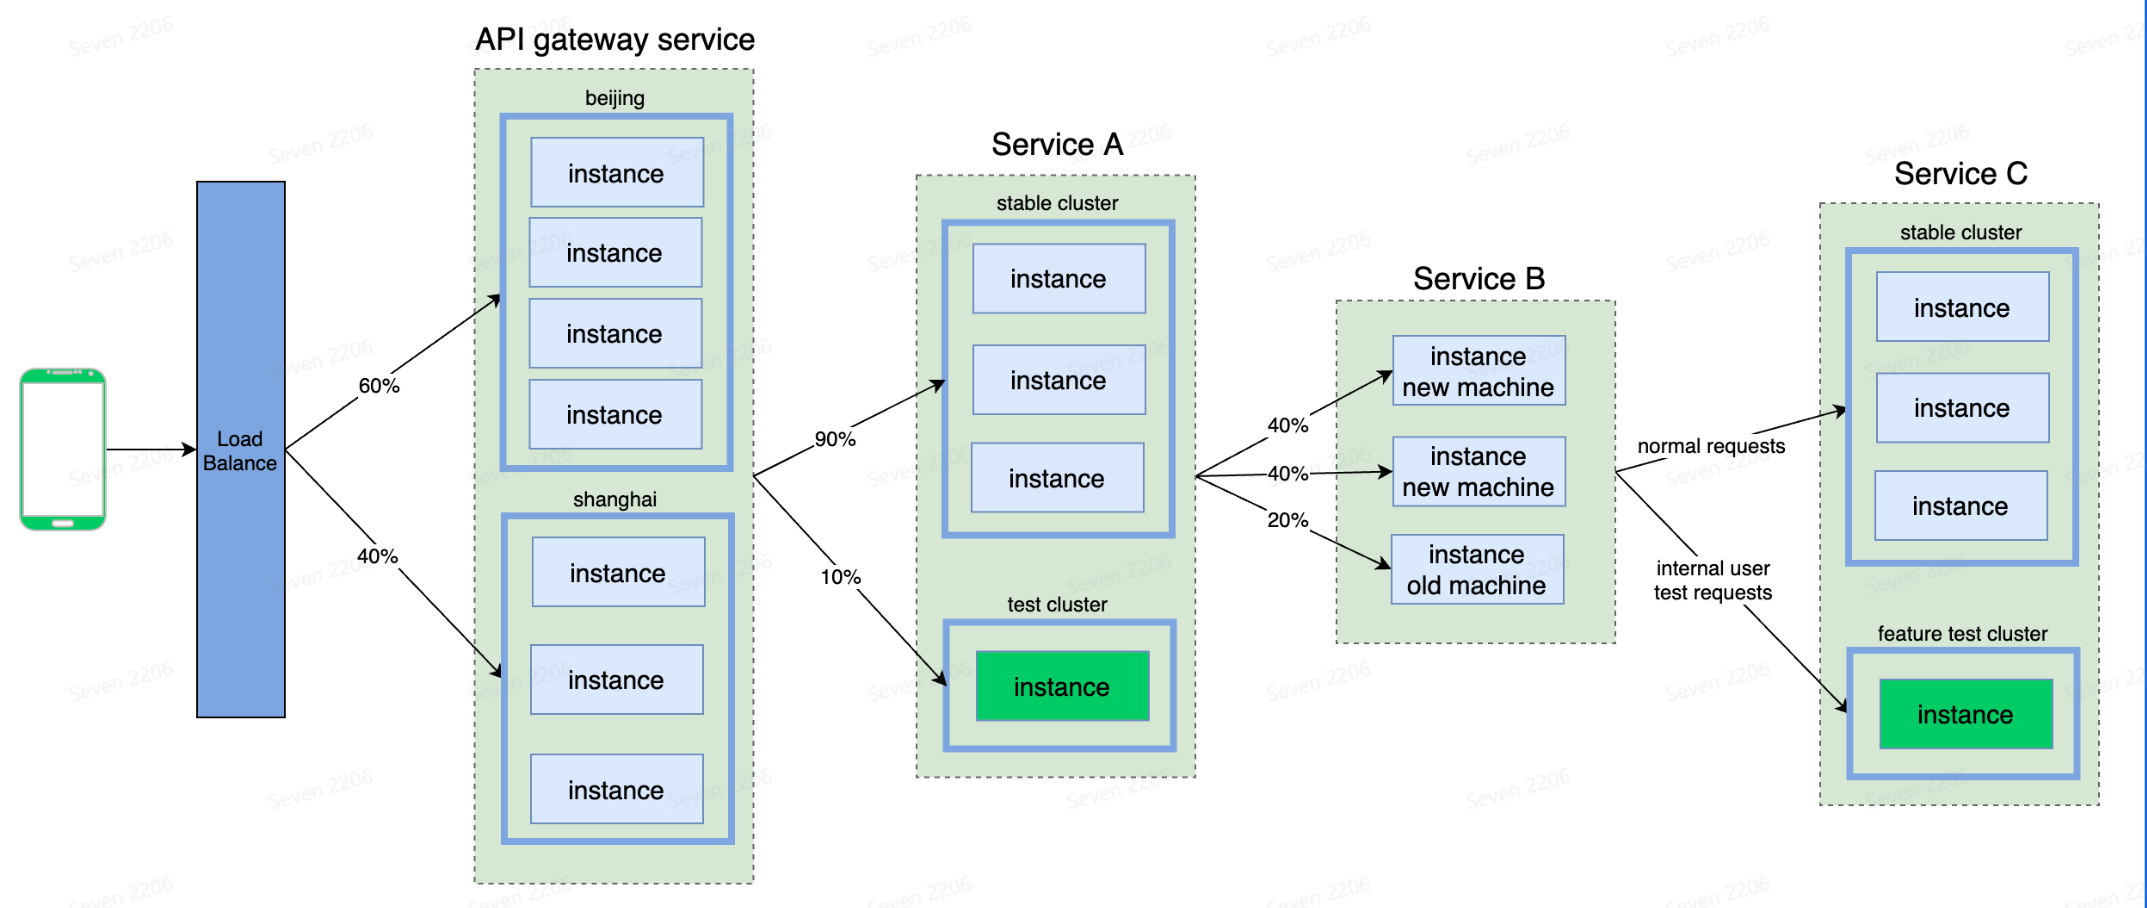 API gateway service
beijing
instance
instance
instance
instance
shanghai
instance
instance
instance
Load
Balance
60%
40%
Service A
stable cluster
instance
instance
instance
test cluster
instance
90%
10%
Service B
instance
new machine
instance
new machine
instance
old machine
40%
40%
20%
Service C
stable cluster
instance
instance
instance
feature test cluster
instance
normal requests
internal user
test requests
Seven 2206